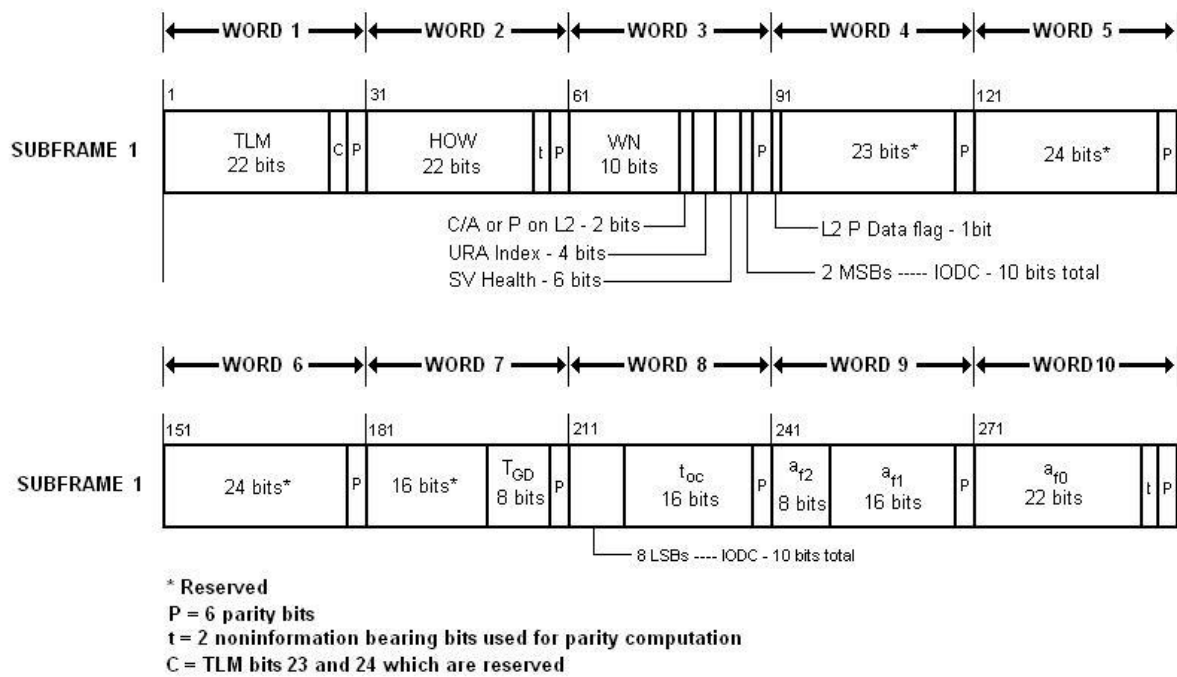 WORD 1 WORD 2 WORD 3 WORD 4 WORD 5
1 31 61 91 121
SUBFRAME 1
TLM
22 bits
C
P
HOW
22 bits
t
P
WN
10 bits
P
23 bits*
P
24 bits*
P
C/A or P on L2 - 2 bits
URA Index - 4 bits
SV Health - 6 bits
L2 P Data flag - 1bit
2 MSBs ----- IODC - 10 bits total
WORD 6 WORD 7 WORD 8 WORD 9 WORD10
151 181 211 241 271
SUBFRAME 1
24 bits*
P
16 bits*
TGD
8 bits
P
toc
16 bits
P
af2
8 bits
af1
16 bits
P
af0
22 bits
t
P
8 LSBs ---- IODC - 10 bits total
* Reserved
P = 6 parity bits
t = 2 noninformation bearing bits used for parity computation
C = TLM bits 23 and 24 which are reserved